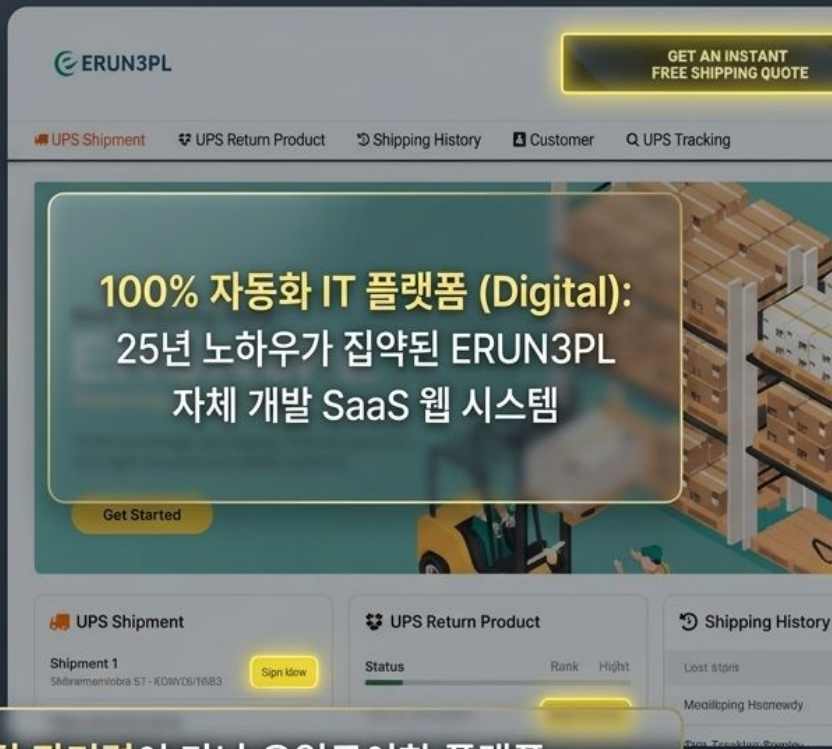 ERUN3PL
GET AN INSTANT
FREE SHIPPING QUOTE
UPS Shipment
UPS Return Product
Shipping History
Customer
UPS Tracking
100% 자동화 IT 플랫폼 (Digital):
25년 노하우가 집약된 ERUN3PL
자체 개발 SaaS 웹 시스템
Get Started
UPS Shipment
UPS Return Product
Shipping History
Shipment 1
Status
Rank